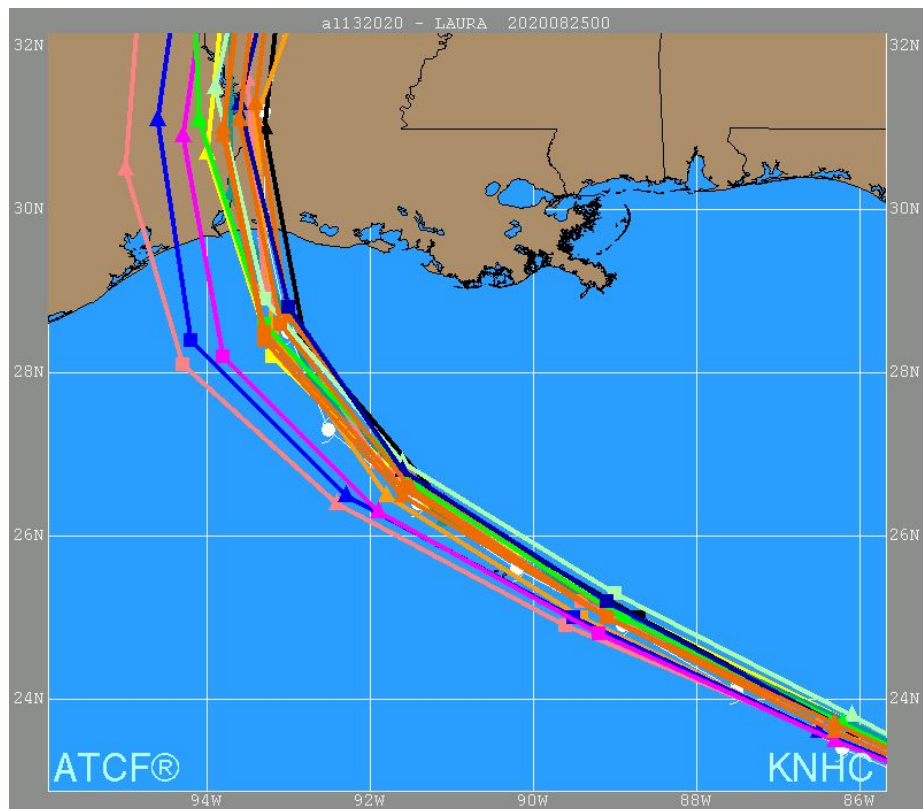 al132020 - LAURA 2020082500
32N 32N
30N 30N
28N 28N
26N 26N
24N 24N
ATCF® KNHC
94W 92W 90W 88W 86W